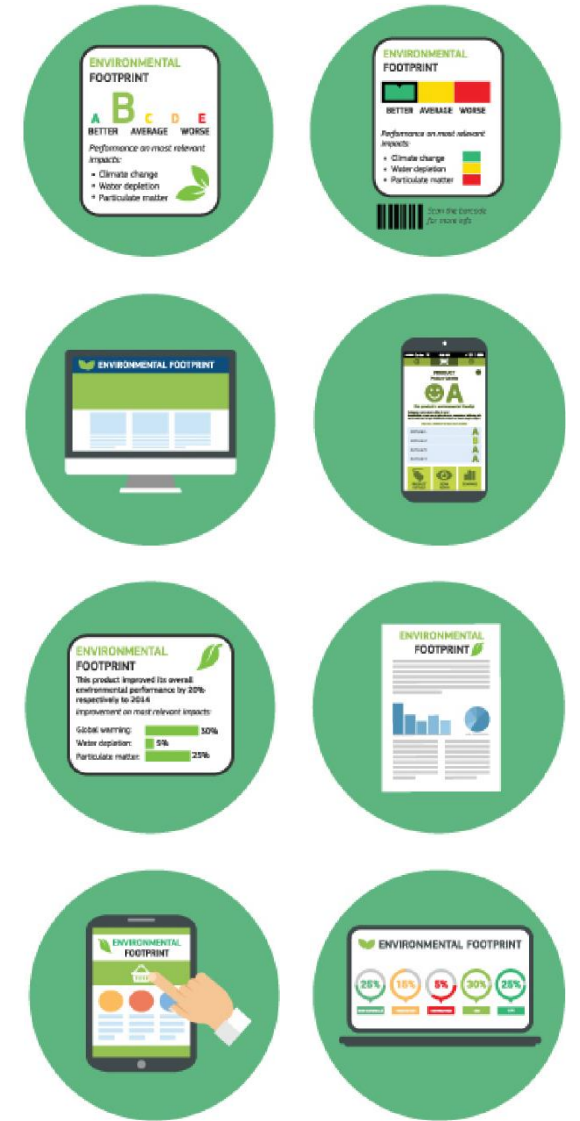 ENVIRONMENTAL
FOOTPRINT
A B C D E
BETTER AVERAGE WORSE
Performance on most relevant
impacts:
• Climate change
• Water depletion
• Particulate matter
ENVIRONMENTAL
FOOTPRINT
BETTER AVERAGE WORSE
Performance on most relevant
impacts:
• Climate change
• Water depletion
• Particulate matter
Scan the barcode
for more info
ENVIRONMENTAL FOOTPRINT
PRODUCT
A
A
B
A
A
ENVIRONMENTAL
FOOTPRINT
This product improved its overall
environmental performance by 20%
respectively to 2014
Improvement on most relevant impacts:
Global warming: 30%
Water depletion: 5%
Particulate matter: 25%
ENVIRONMENTAL
FOOTPRINT
ENVIRONMENTAL
FOOTPRINT
ENVIRONMENTAL FOOTPRINT
25% 15% 5% 30% 25%